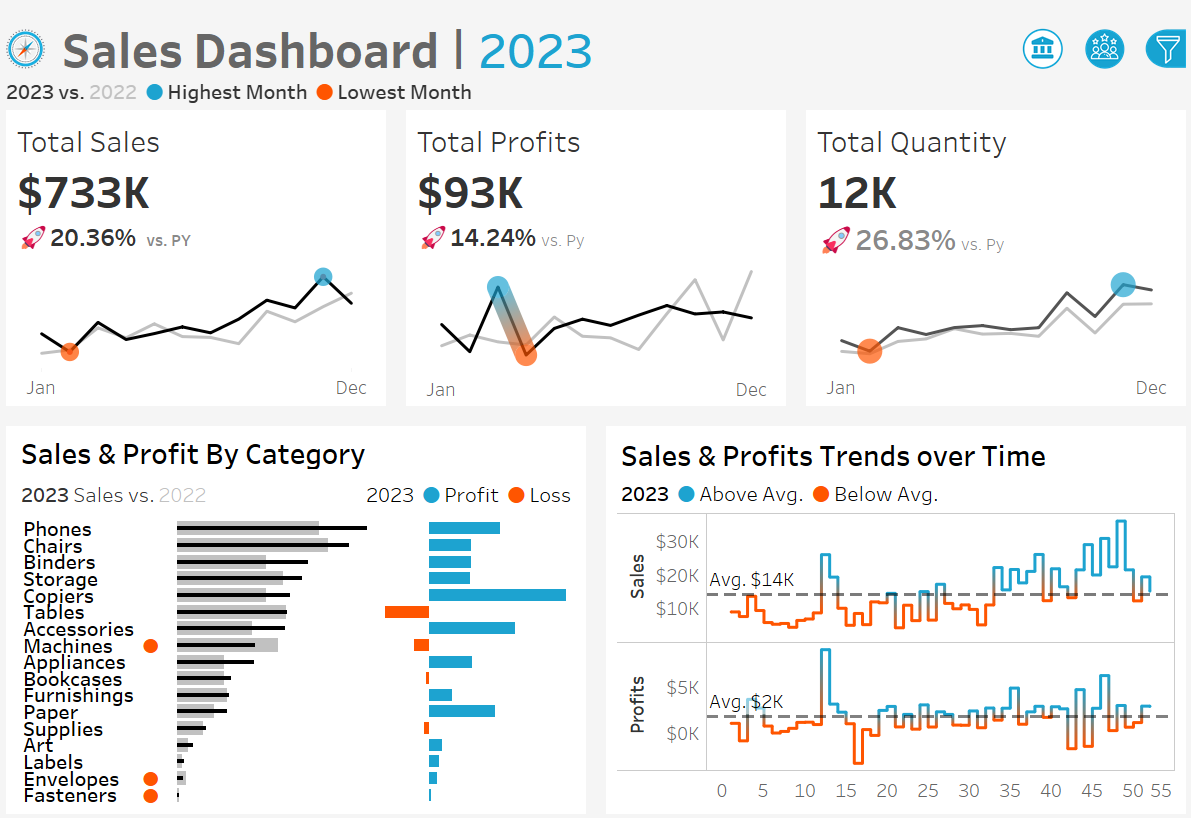 Sales Dashboard | 2023
2023 vs. 2022 Highest Month Lowest Month
Total Sales
$733K
20.36% vs. PY
Jan Dec
Total Profits
$93K
14.24% vs. Py
Jan Dec
Total Quantity
12K
26.83% vs. Py
Jan Dec
Sales & Profit By Category
2023 Sales vs. 2022
2023 Profit Loss
Phones
Chairs
Binders
Storage
Copiers
Tables
Accessories
Machines
Appliances
Bookcases
Furnishings
Paper
Supplies
Art
Labels
Envelopes
Fasteners
Sales & Profits Trends over Time
2023 Above Avg. Below Avg.
Sales
$30K
$20K
$10K
Avg. $14K
Profits
$5K
$0K
Avg. $2K
0 5 10 15 20 25 30 35 40 45 50 55